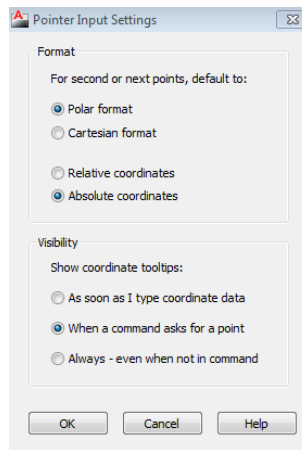 Pointer Input Settings
Format
For second or next points, default to:
Polar format
Cartesian format
Relative coordinates
Absolute coordinates
Visibility
Show coordinate tooltips:
As soon as I type coordinate data
When a command asks for a point
Always - even when not in command
OK Cancel Help